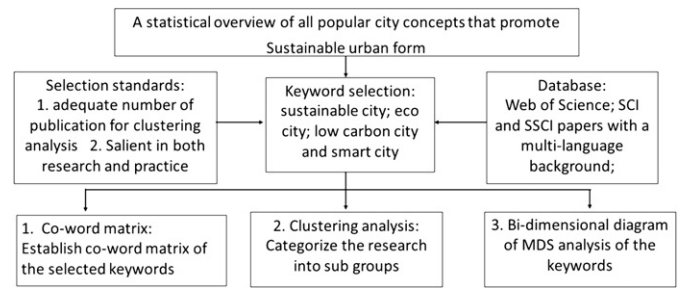 A statistical overview of all popular city concepts that promote
Sustainable urban form
Selection standards:
1. adequate number of
publication for clustering
analysis   2. Salient in both
research and practice
Keyword selection:
sustainable city; eco
city; low carbon city
and smart city
Database:
Web of Science; SCI
and SSCI papers with a
multi-language
background;
1.  Co-word matrix:
Establish co-word matrix of
the selected keywords
2. Clustering analysis:
Categorize the research
into sub groups
3. Bi-dimensional diagram
of MDS analysis of the
keywords